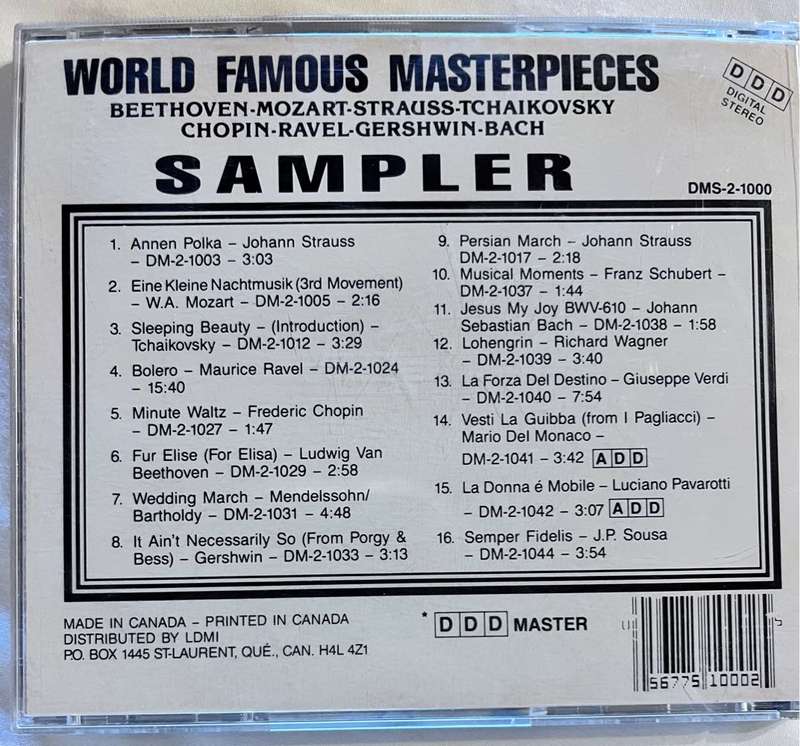 WORLD FAMOUS MASTERPIECES
BEETHOVEN-MOZART-STRAUSS-TCHAIKOVSKY
CHOPIN-RAVEL-GERSHWIN-BACH
SAMPLER
DDD
DIGITAL
STEREO
DMS-2-1000
1. Annen Polka – Johann Strauss
– DM-2-1003 – 3:03
2. Eine Kleine Nachtmusik (3rd Movement)
– W.A. Mozart – DM-2-1005 – 2:16
3. Sleeping Beauty – (Introduction) –
Tchaikovsky – DM-2-1012 – 3:29
4. Bolero – Maurice Ravel – DM-2-1024
– 15:40
5. Minute Waltz – Frederic Chopin
– DM-2-1027 – 1:47
6. Fur Elise (For Elisa) – Ludwig Van
Beethoven – DM-2-1029 – 2:58
7. Wedding March – Mendelssohn/
Bartholdy – DM-2-1031 – 4:48
8. It Ain't Necessarily So (From Porgy &
Bess) – Gershwin – DM-2-1033 – 3:13
9. Persian March – Johann Strauss
DM-2-1017 – 2:18
10. Musical Moments – Franz Schubert –
DM-2-1037 – 1:44
11. Jesus My Joy BWV-610 – Johann
Sebastian Bach – DM-2-1038 – 1:58
12. Lohengrin – Richard Wagner
– DM-2-1039 – 3:40
13. La Forza Del Destino – Giuseppe Verdi
– DM-2-1040 – 7:54
14. Vesti La Guibba (from I Pagliacci) –
Mario Del Monaco –
DM-2-1041 – 3:42 ADD
15. La Donna é Mobile – Luciano Pavarotti
– DM-2-1042 – 3:07 ADD
16. Semper Fidelis – J.P. Sousa
– DM-2-1044 – 3:54
MADE IN CANADA – PRINTED IN CANADA
DISTRIBUTED BY LDMI
P.O. BOX 1445 ST-LAURENT, QUÉ., CAN. H4L 4Z1
* DDD MASTER
56775 10002